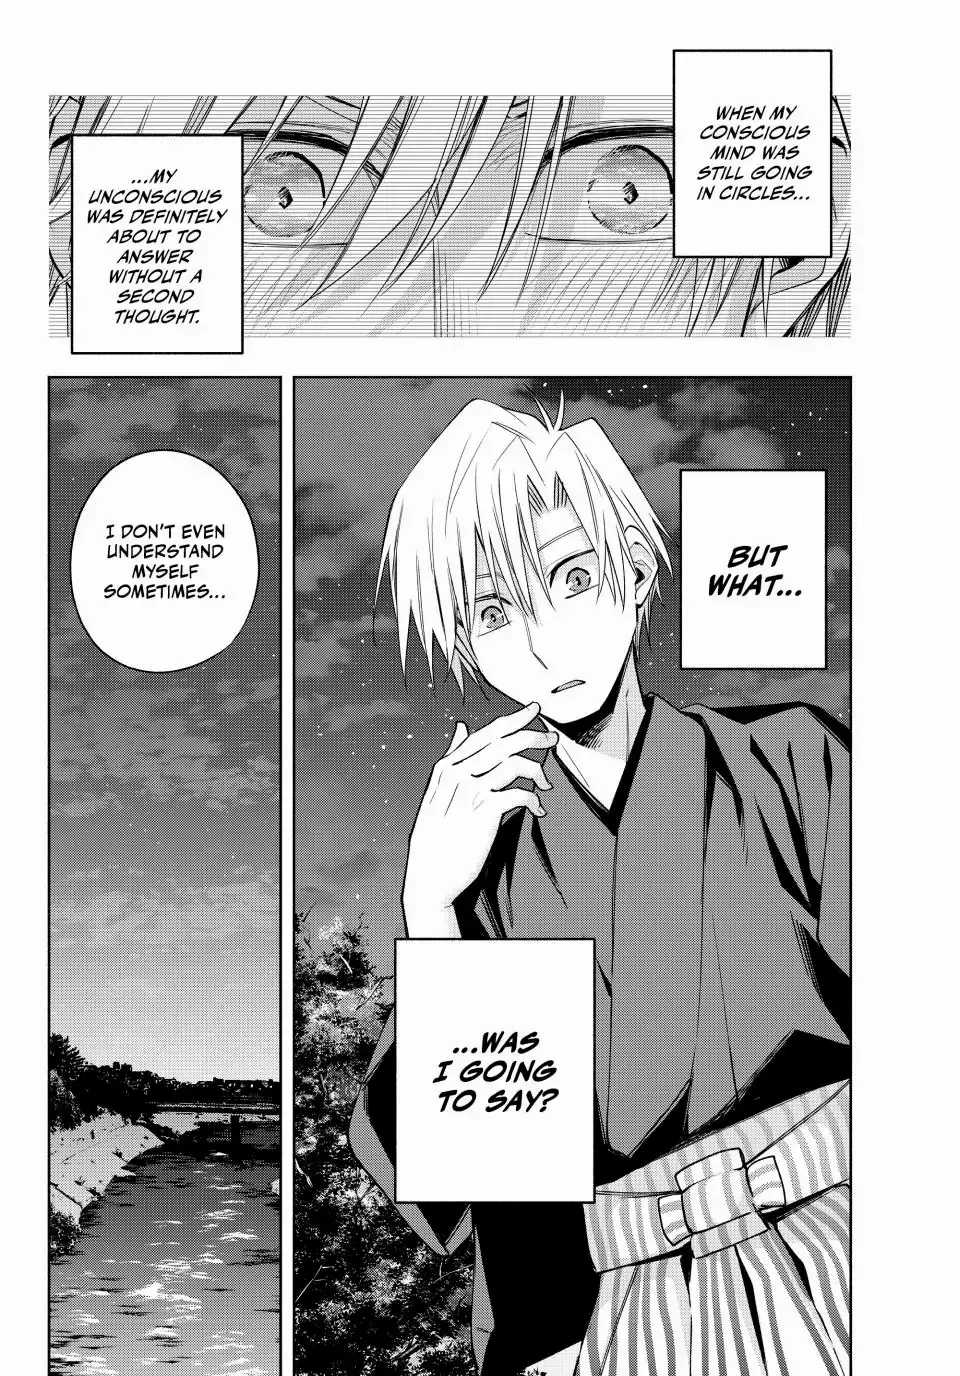 WHEN MY
CONSCIOUS
MIND WAS
STILL GOING
IN CIRCLES...
...MY
UNCONSCIOUS
WAS DEFINITELY
ABOUT TO
ANSWER
WITHOUT A
SECOND
THOUGHT.
BUT
WHAT...
...WAS
I GOING
TO SAY?
I DON'T EVEN
UNDERSTAND
MYSELF
SOMETIMES...